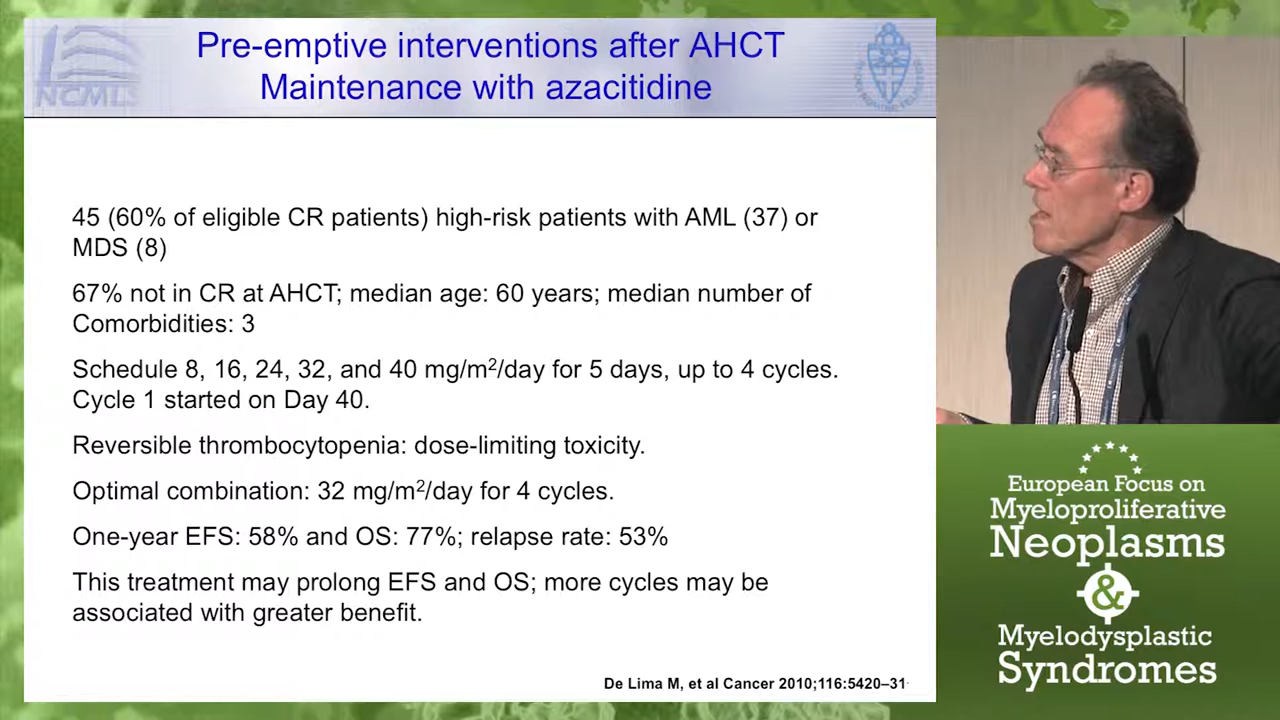 NCMLS
Pre-emptive interventions after AHCT
Maintenance with azacitidine
45 (60% of eligible CR patients) high-risk patients with AML (37) or
MDS (8)
67% not in CR at AHCT; median age: 60 years; median number of
Comorbidities: 3
Schedule 8, 16, 24, 32, and 40 mg/m²/day for 5 days, up to 4 cycles.
Cycle 1 started on Day 40.
Reversible thrombocytopenia: dose-limiting toxicity.
Optimal combination: 32 mg/m²/day for 4 cycles.
One-year EFS: 58% and OS: 77%; relapse rate: 53%
This treatment may prolong EFS and OS; more cycles may be
associated with greater benefit.
De Lima M, et al Cancer 2010;116:5420–31
European Focus on
Myeloproliferative
Neoplasms
&
Myelodysplastic
Syndromes